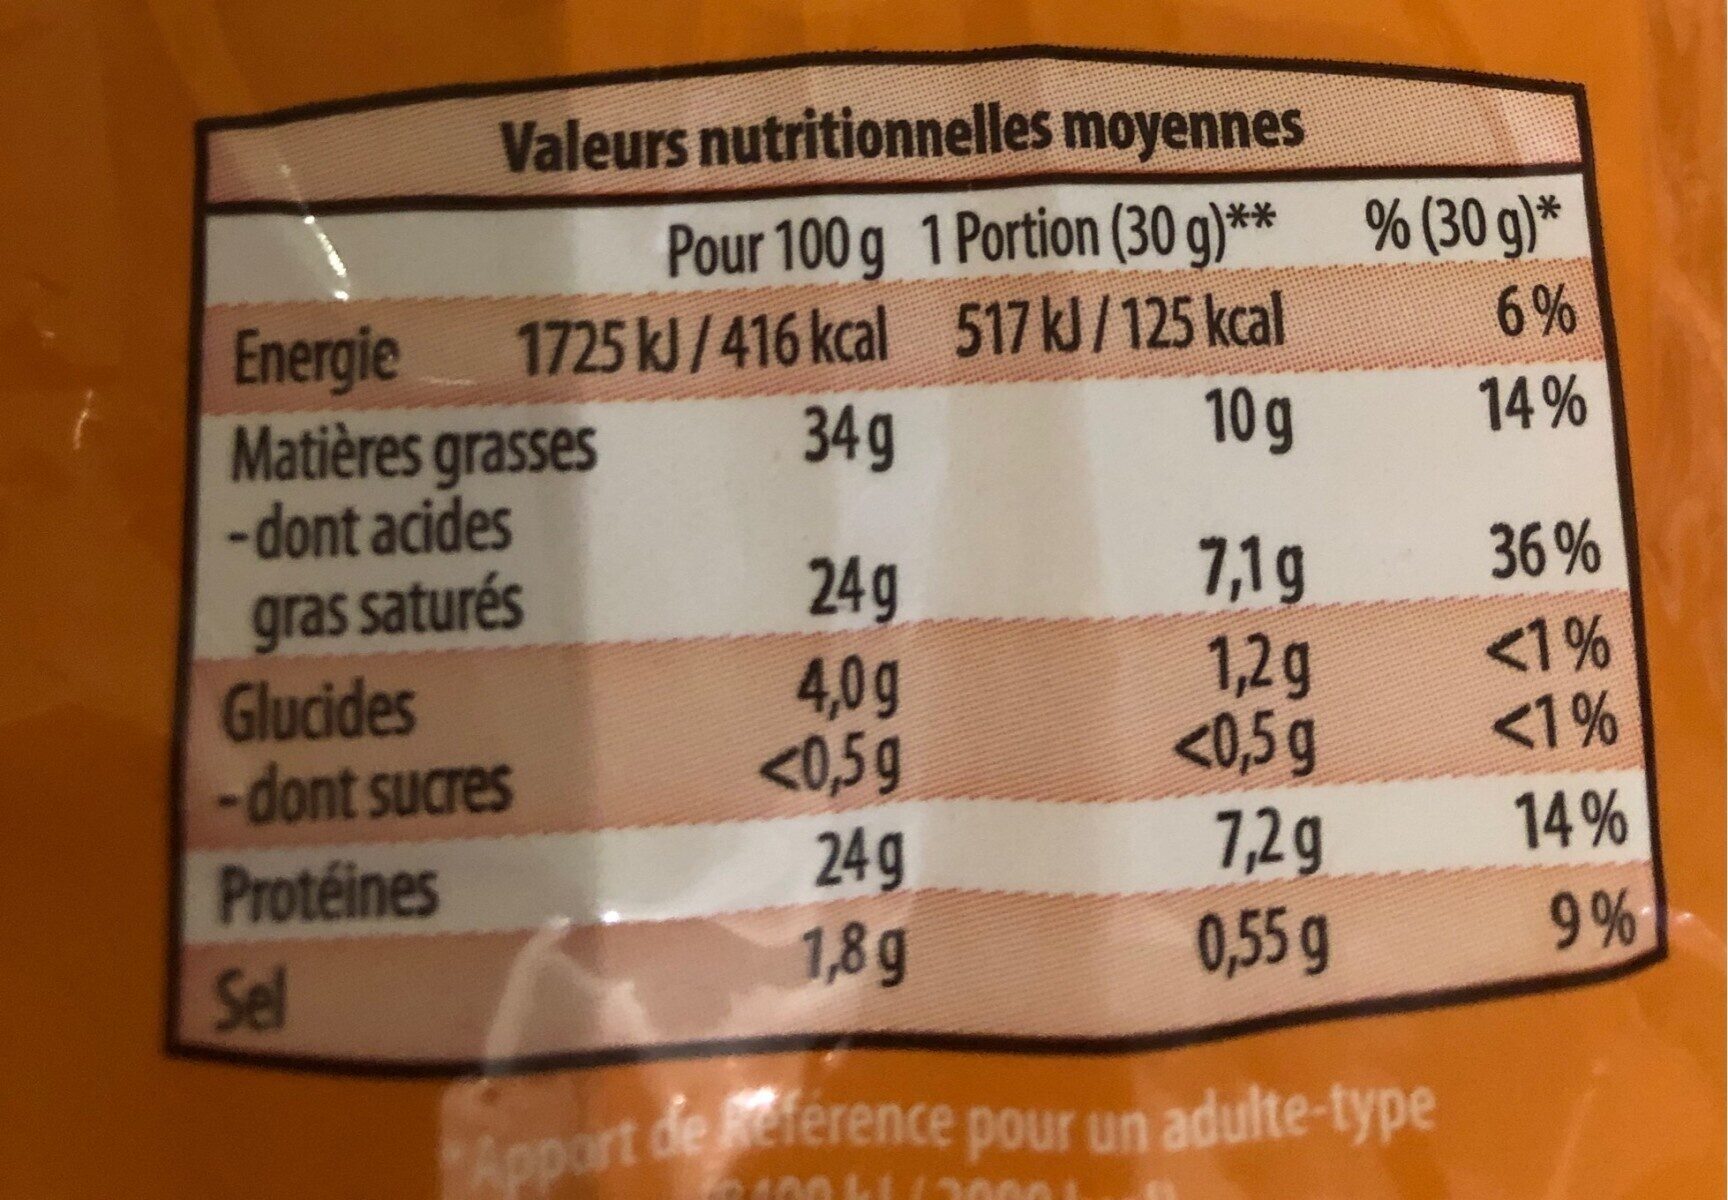 Valeurs nutritionnelles moyennes
Pour 100 g 1 Portion (30 g)** % (30 g)*
Energie 1725 kJ / 416 kcal 517 kJ / 125 kcal 6 %
Matières grasses 34 g 10 g 14 %
- dont acides
gras saturés 24 g 7,1 g 36 %
Glucides 4,0 g 1,2 g <1 %
- dont sucres <0,5 g <0,5 g <1 %
Protéines 24 g 7,2 g 14 %
Sel 1,8 g 0,55 g 9 %
*Apport de Référence pour un adulte-type